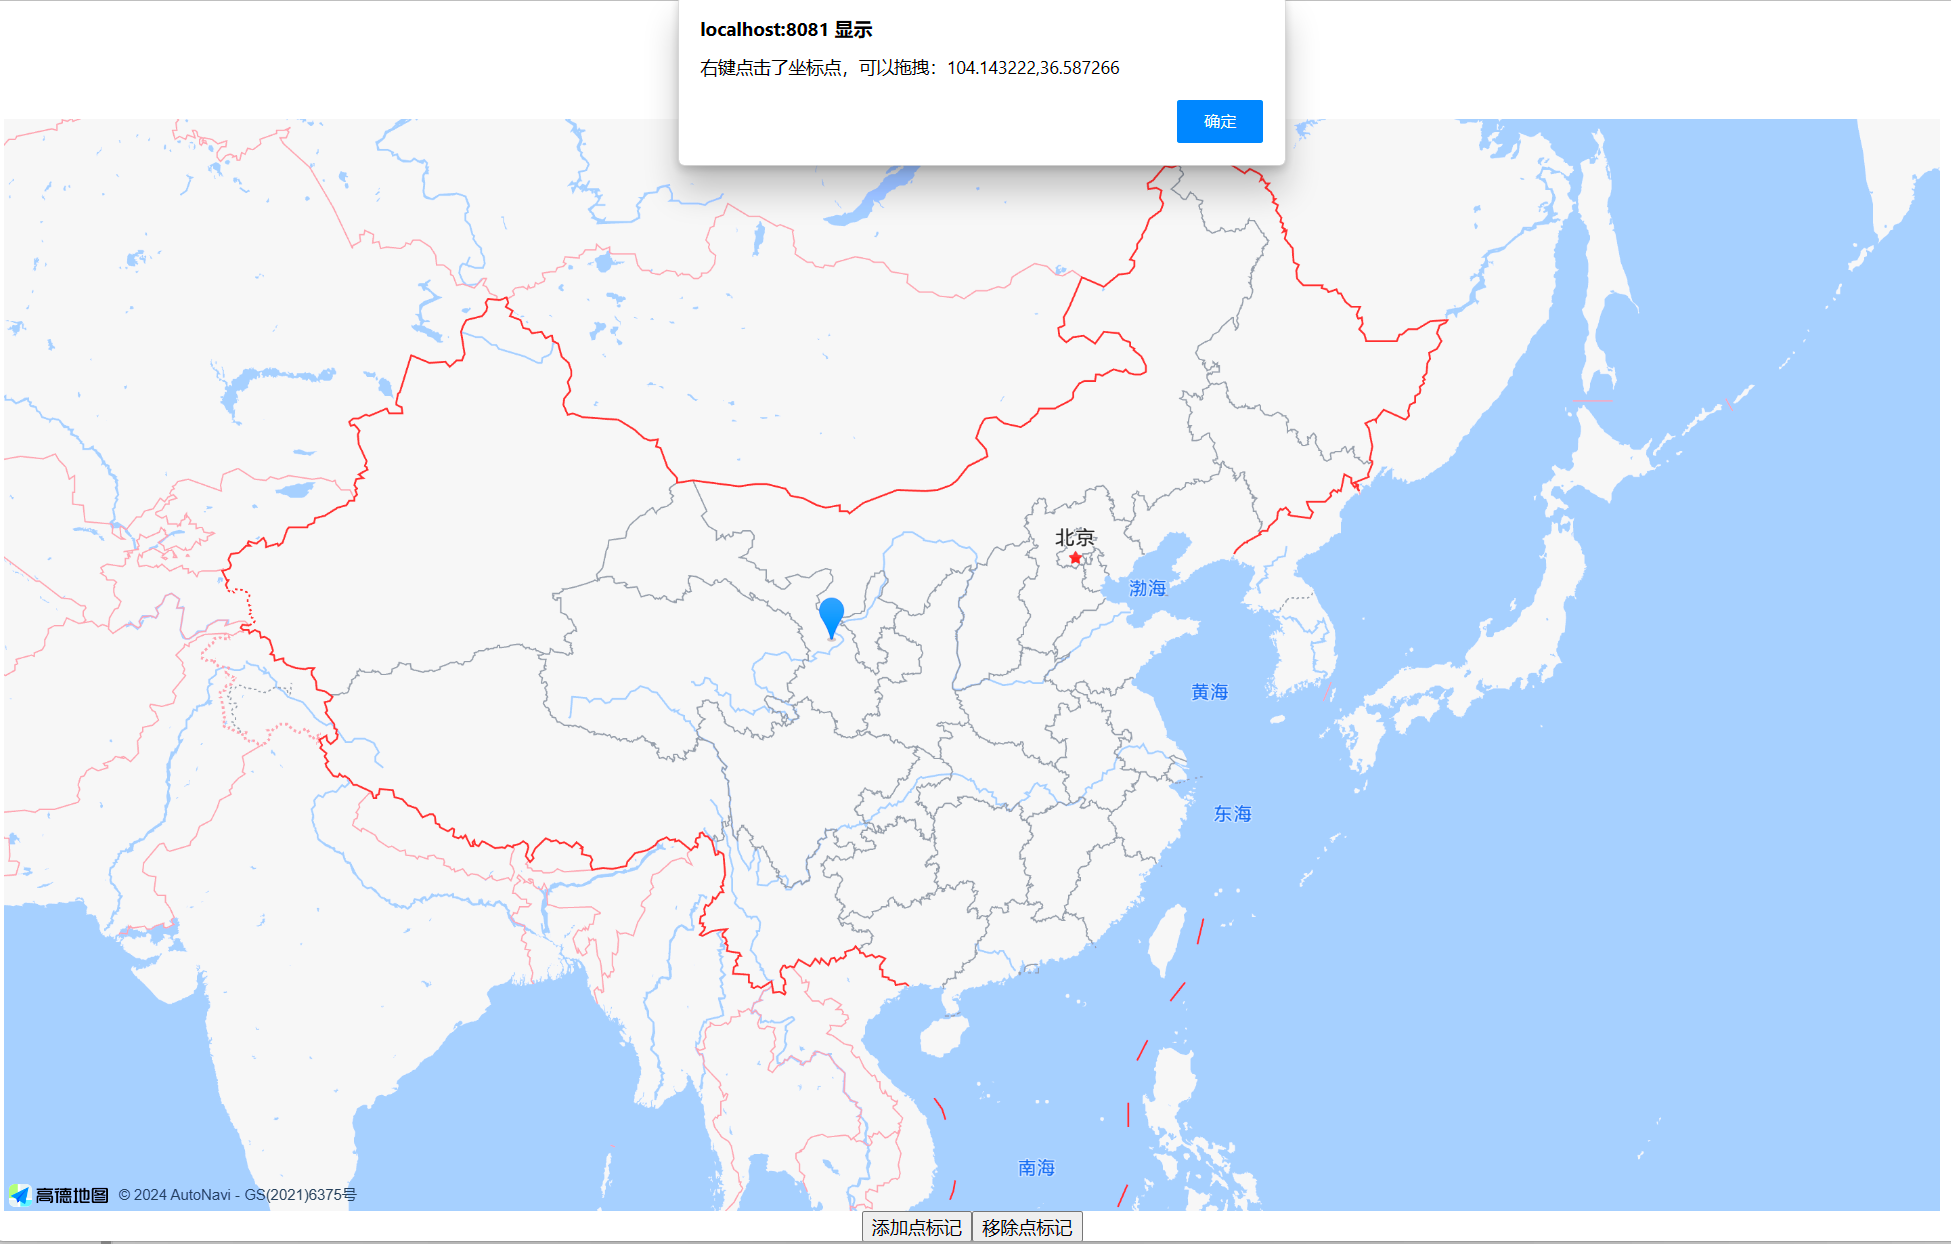 localhost:8081 显示
右键点击了坐标点，可以拖拽：104.143222,36.587266
确定
北京
渤海
黄海
东海
南海
高德地图 © 2024 AutoNavi - GS(2021)6375号
添加点标记 移除点标记